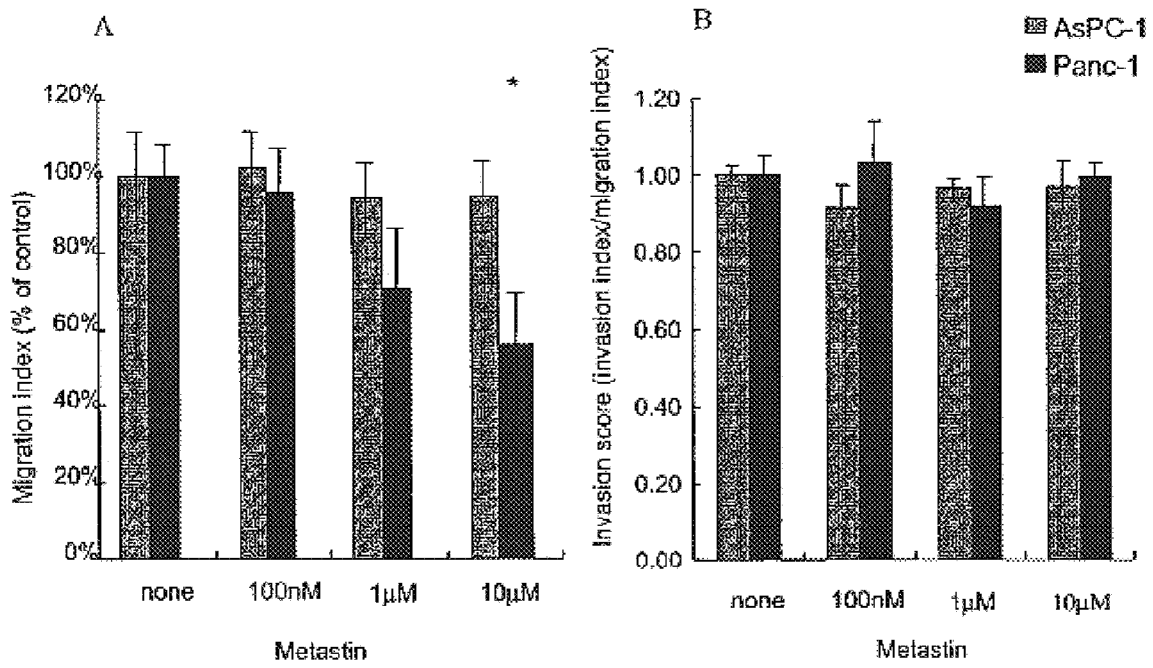 A
Migration index (% of control)
120%
100%
80%
60%
40%
20%
0%
*
none 100nM 1μM 10μM
Metastin
B
AsPC-1
Panc-1
Invasion score (invasion index/migration index)
1.20
1.00
0.80
0.60
0.40
0.20
0.00
none 100nM 1μM 10μM
Metastin